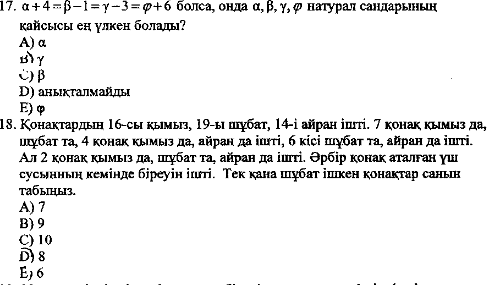 17. α + 4 = β − 1 = γ − 3 = φ + 6 болса, онда α, β, γ, φ натурал сандарының
қайсысы ең үлкен болады?
A) α
B) γ
C) β
D) анықталмайды
E) φ
18. Қонақтардың 16-сы қымыз, 19-ы шұбат, 14-і айран ішті. 7 қонақ қымыз да,
шұбат та, 4 қонақ қымыз да, айран да ішті, 6 кісі шұбат та, айран да ішті.
Ал 2 қонақ қымыз да, шұбат та, айран да ішті. Әрбір қонақ аталған үш
сусынның кемінде біреуін ішті. Тек қана шұбат ішкен қонақтар санын
табыңыз.
A) 7
B) 9
C) 10
D) 8
E) 6